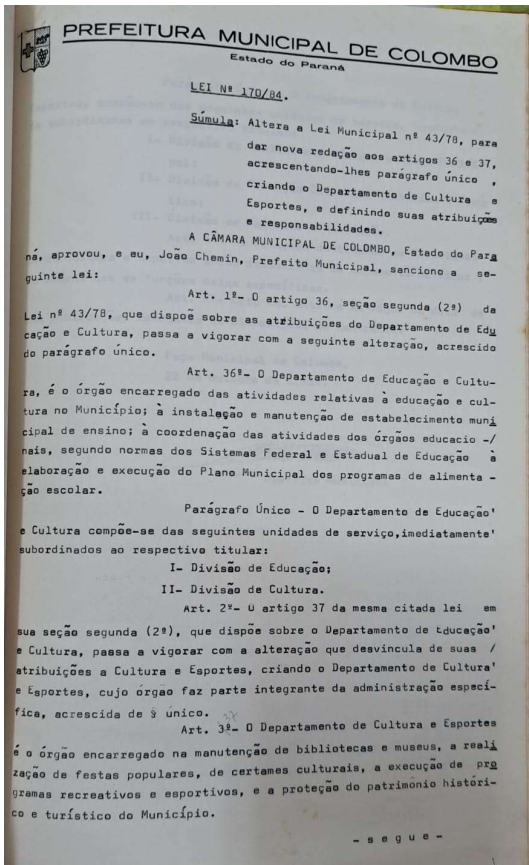 PREFEITURA MUNICIPAL DE COLOMBO
Estado do Paraná
LEI Nº 170/84.
Súmula: Altera a Lei Municipal nº 43/78, para
dar nova redação aos artigos 36 e 37,
acrescentando-lhes parágrafo único ,
criando o Departamento de Cultura e
Esportes, e definindo suas atribuições
e responsabilidades.
A CÂMARA MUNICIPAL DE COLOMBO, Estado do Para
ná, aprovou, e eu, João Chemin, Prefeito Municipal, sanciono a se-
guinte lei:
Art. 1º- O artigo 36, seção segunda (2ª) da
Lei nº 43/78, que dispõe sobre as atribuições do Departamento de Edu
cação e Cultura, passa a vigorar com a seguinte alteração, acrescido
do parágrafo único.
Art. 36º- O Departamento de Educação e Cultu-
ra, é o órgão encarregado das atividades relativas à educação e cul-
tura no Município; à instalação e manutenção de estabelecimento muni
cipal de ensino; à coordenação das atividades dos órgãos educacio -/
nais, segundo normas dos Sistemas Federal e Estadual de Educação à
elaboração e execução do Plano Municipal dos programas de alimenta -
ção escolar.
Parágrafo Único - O Departamento de Educação'
e Cultura compõe-se das seguintes unidades de serviço,imediatamente'
subordinados ao respectivo titular:
I- Divisão de Educação;
II- Divisão de Cultura.
Art. 2º- O artigo 37 da mesma citada lei em
sua seção segunda (2ª), que dispõe sobre o Departamento de Educação'
e Cultura, passa a vigorar com a alteração que desvincula de suas /
atribuições a Cultura e Esportes, criando o Departamento de Cultura'
e Esportes, cujo órgão faz parte integrante da administração especí-
fica, acrescida de § único.
Art. 3º- O Departamento de Cultura e Esportes
é o órgão encarregado na manutenção de bibliotecas e museus, a reali
zação de festas populares, de certames culturais, a execução de pro
gramas recreativos e esportivos, e a proteção do patrimônio históri-
co e turístico do Município.
- s e g u e -